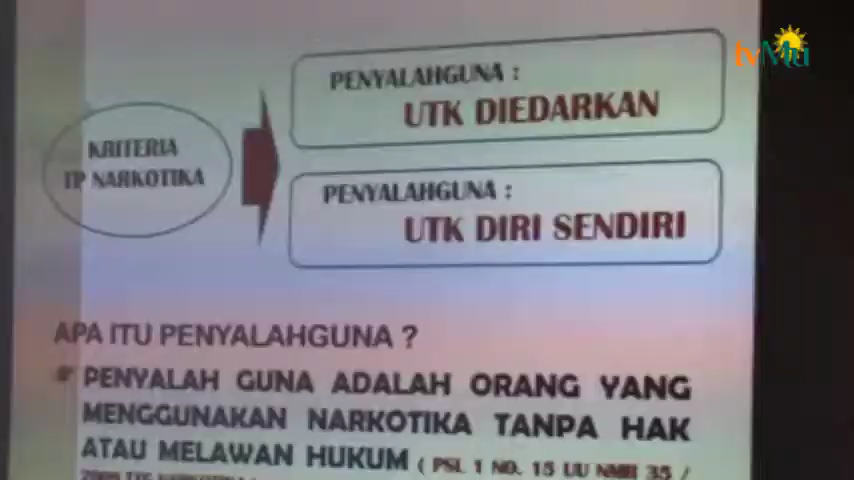 tvMu
PENYALAHGUNA :
UTK DIEDARKAN
KRITERIA
TP NARKOTIKA
PENYALAHGUNA :
UTK DIRI SENDIRI
APA ITU PENYALAHGUNA ?
PENYALAH GUNA ADALAH ORANG YANG
MENGGUNAKAN NARKOTIKA TANPA HAK
ATAU MELAWAN HUKUM ( PSL 1 NO. 15 UU NMR 35 /